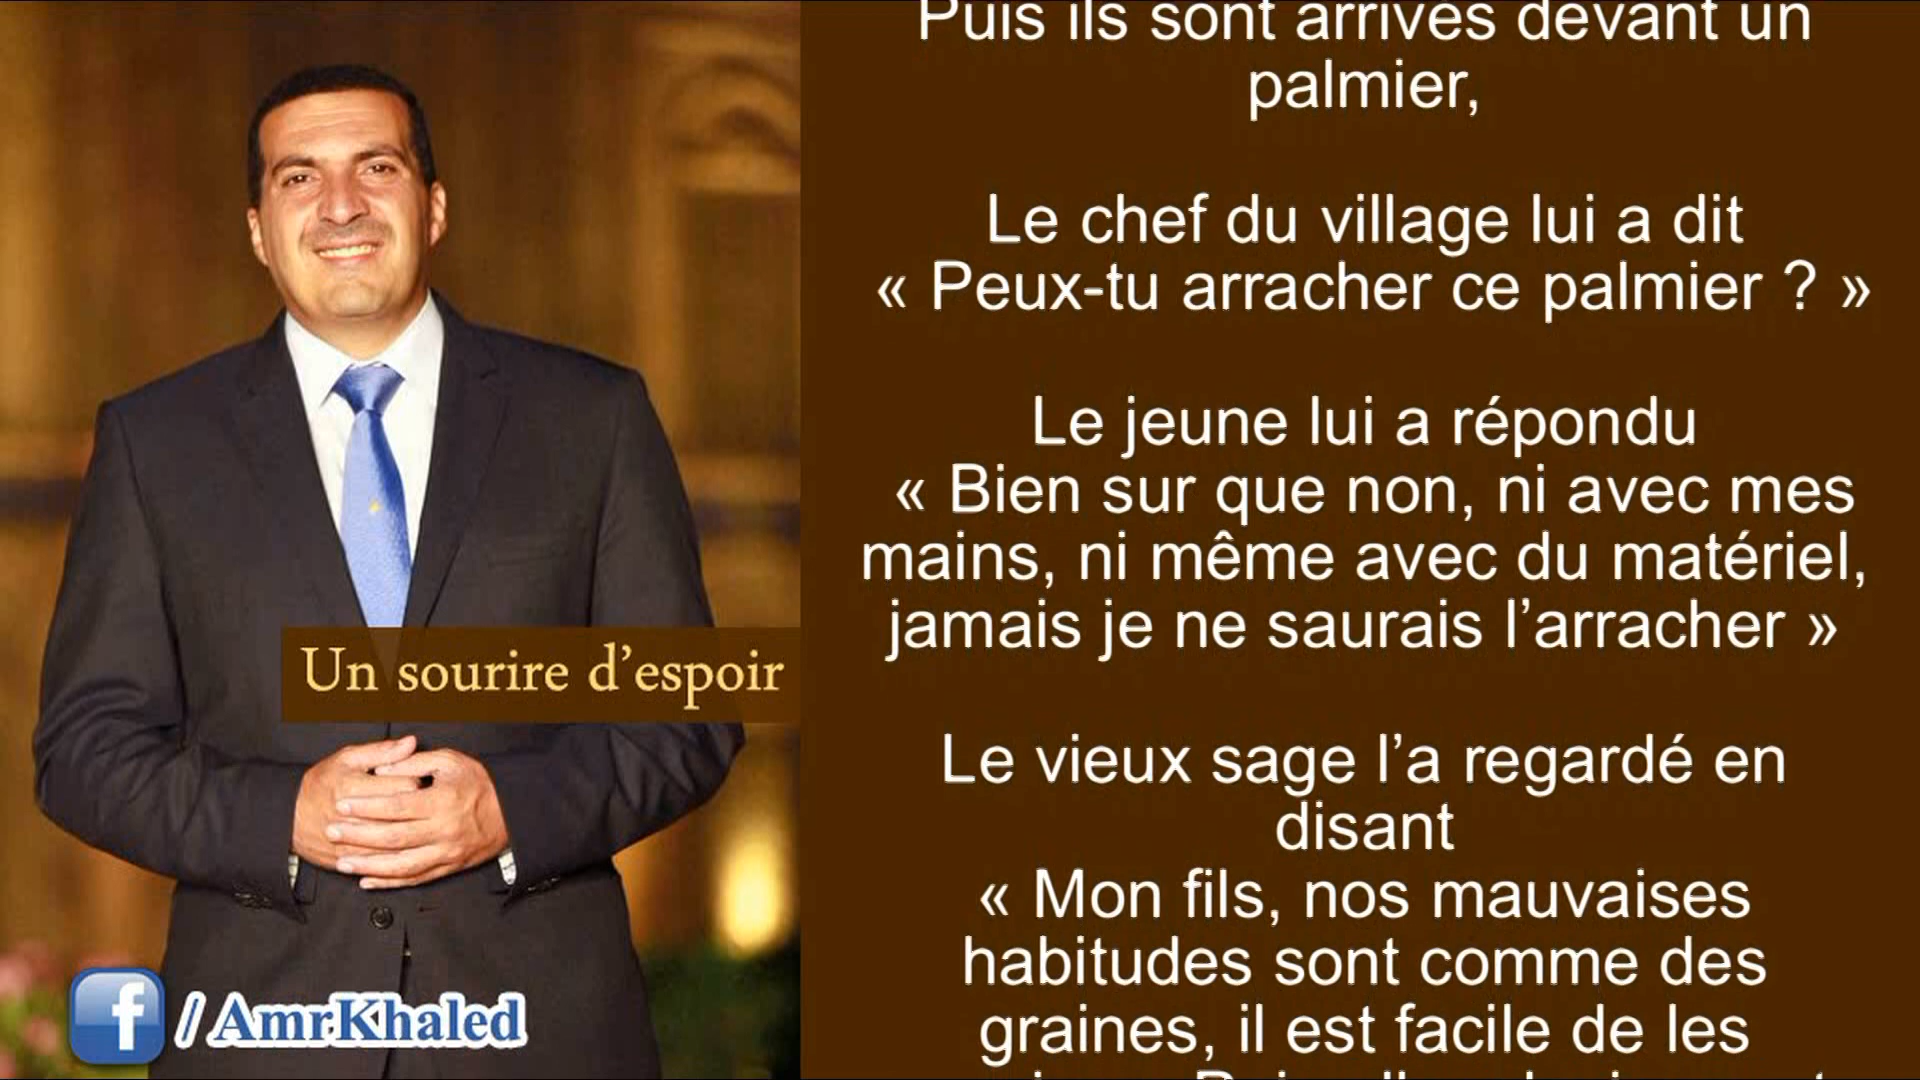 Puis ils sont arrivés devant un
palmier,
Le chef du village lui a dit
« Peux-tu arracher ce palmier ? »
Le jeune lui a répondu
« Bien sur que non, ni avec mes
mains, ni même avec du matériel,
jamais je ne saurais l’arracher »
Le vieux sage l’a regardé en
disant
« Mon fils, nos mauvaises
habitudes sont comme des
graines, il est facile de les
Un sourire d’espoir
f / AmrKhaled